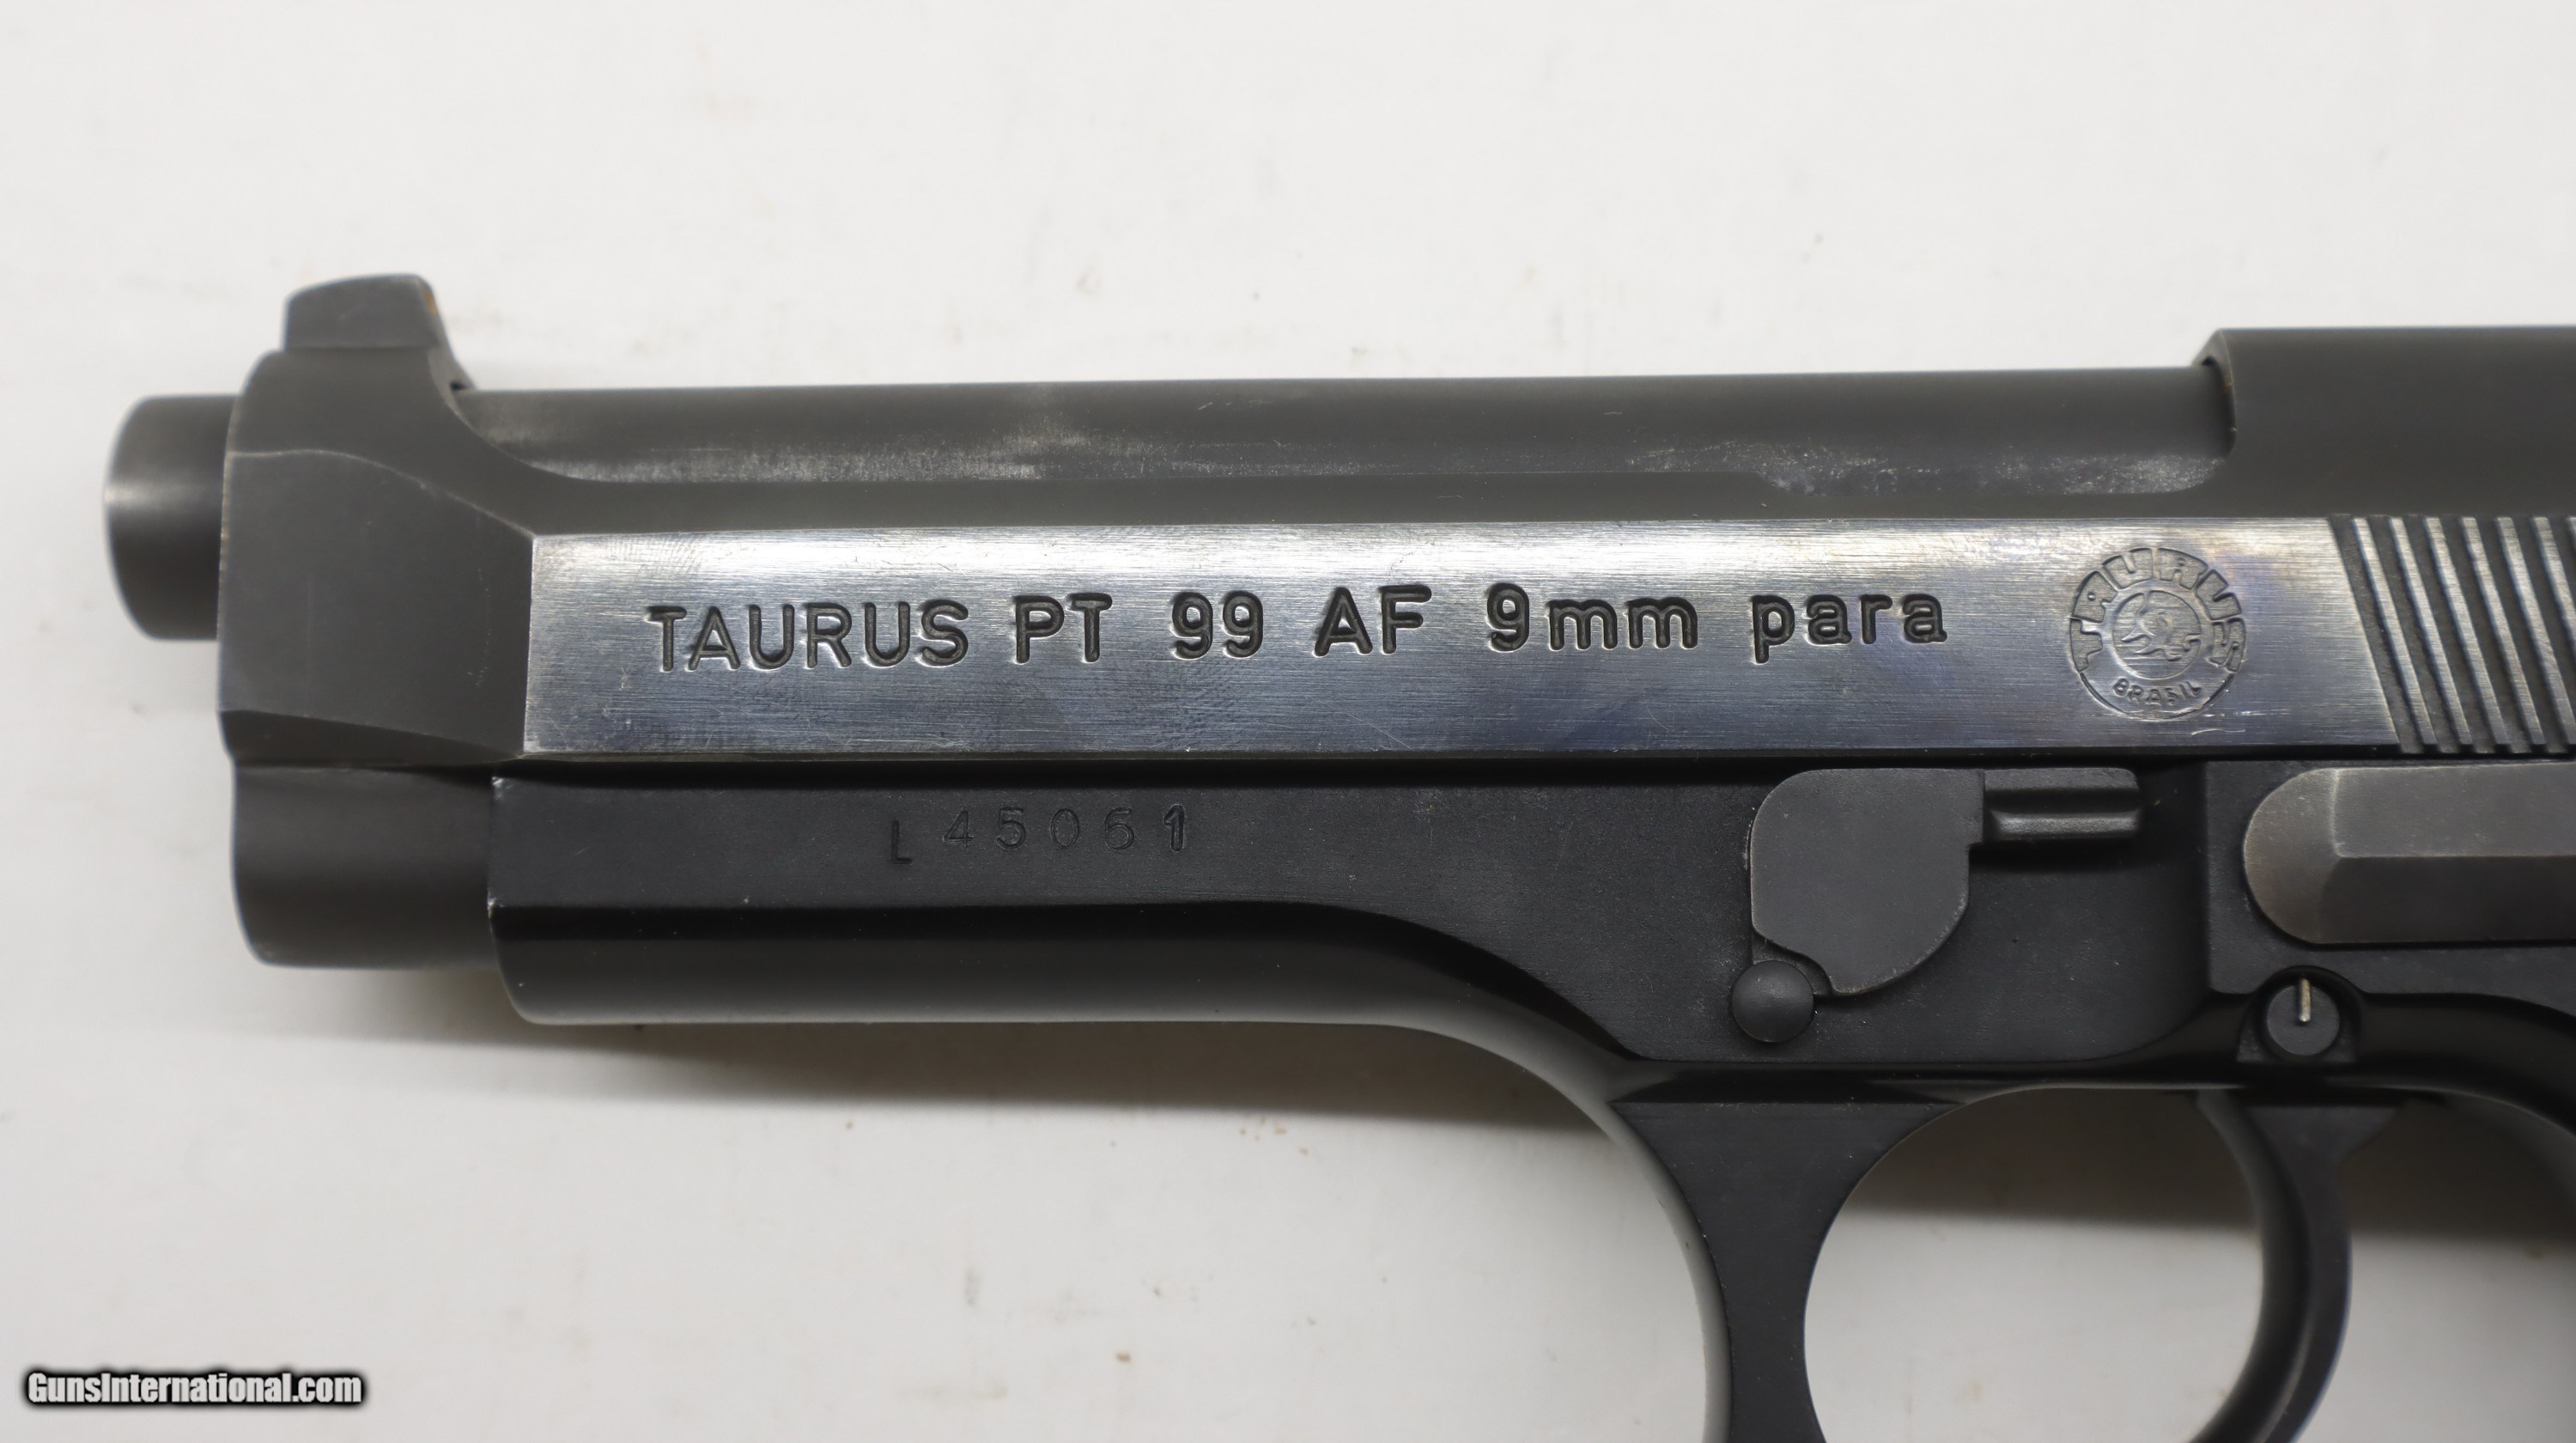 TAURUS PT 99 AF 9mm para
TAURUS
BRASIL
L 45061
GunsInternational.com